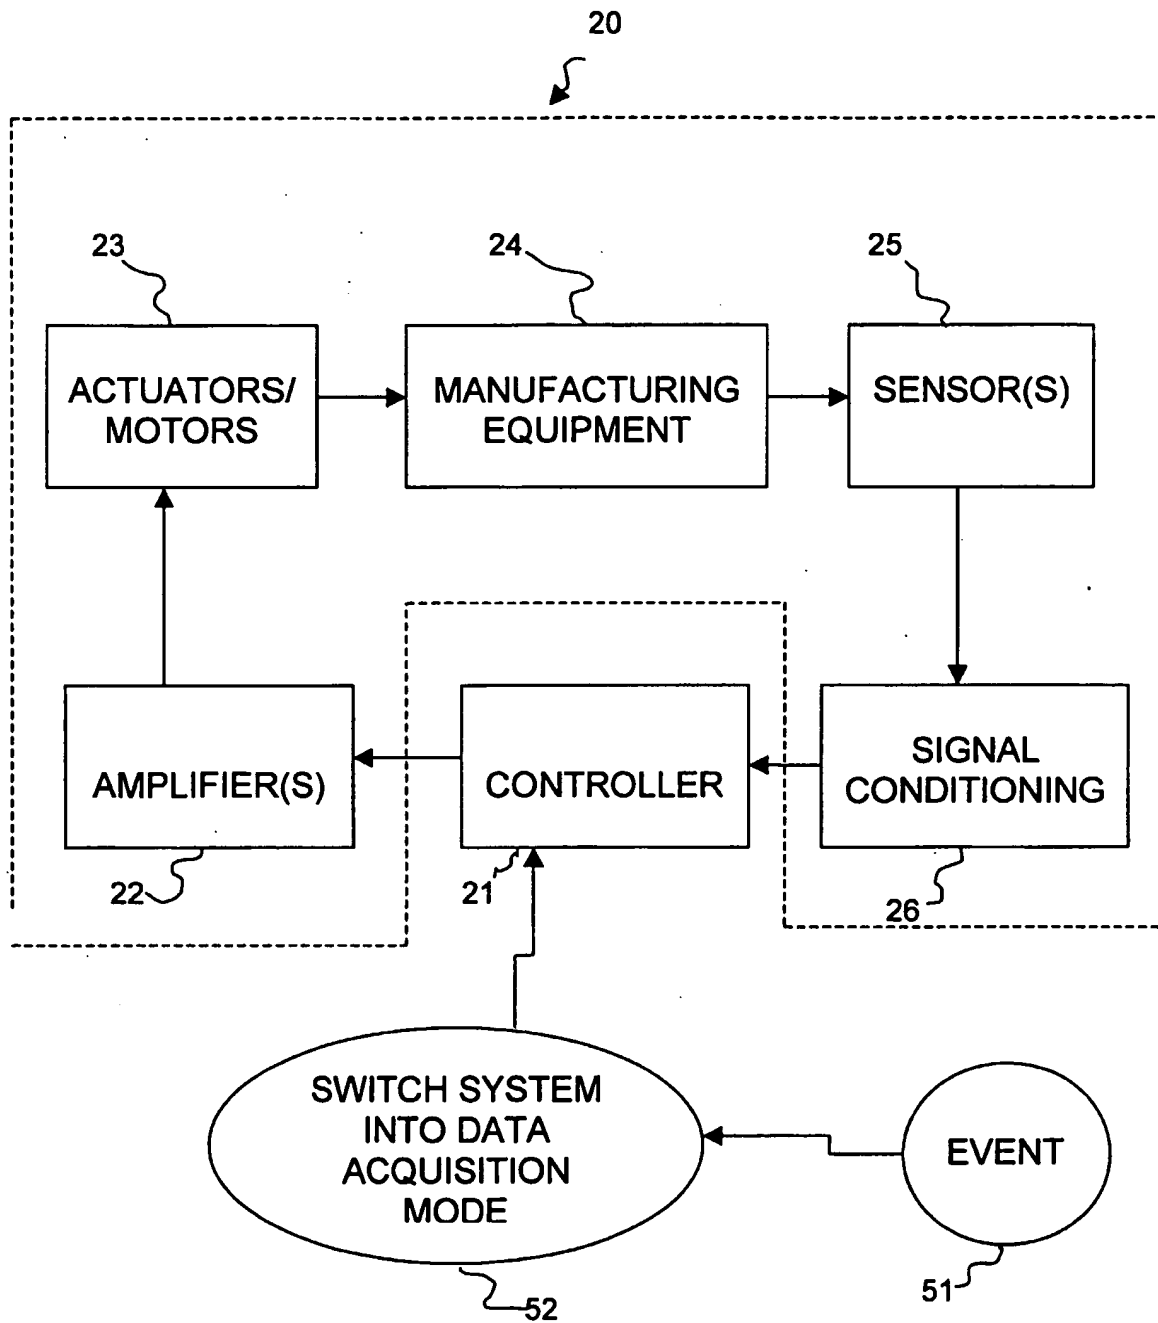 20
23
24
25
ACTUATORS/
MOTORS
MANUFACTURING
EQUIPMENT
SENSOR(S)
AMPLIFIER(S)
CONTROLLER
SIGNAL
CONDITIONING
22
21
26
SWITCH SYSTEM
INTO DATA
ACQUISITION
MODE
EVENT
52
51